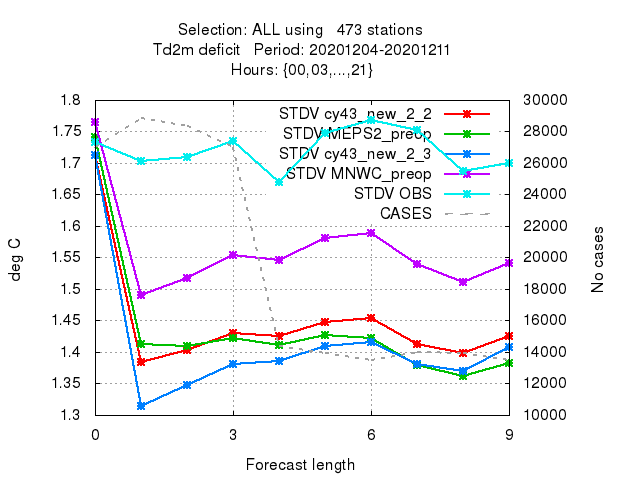 Selection: ALL using   473 stations
Td2m deficit   Period: 20201204-20201211
Hours: {00,03,...,21}
1.8
1.75
1.7
1.65
1.6
1.55
1.5
1.45
1.4
1.35
1.3
deg C
STDV cy43_new_2_2
STDV MEPS2_preop
STDV cy43_new_2_3
STDV MNWC_preop
STDV OBS
CASES
30000
28000
26000
24000
22000
20000
18000
16000
14000
12000
10000
No cases
0
3
6
9
Forecast length